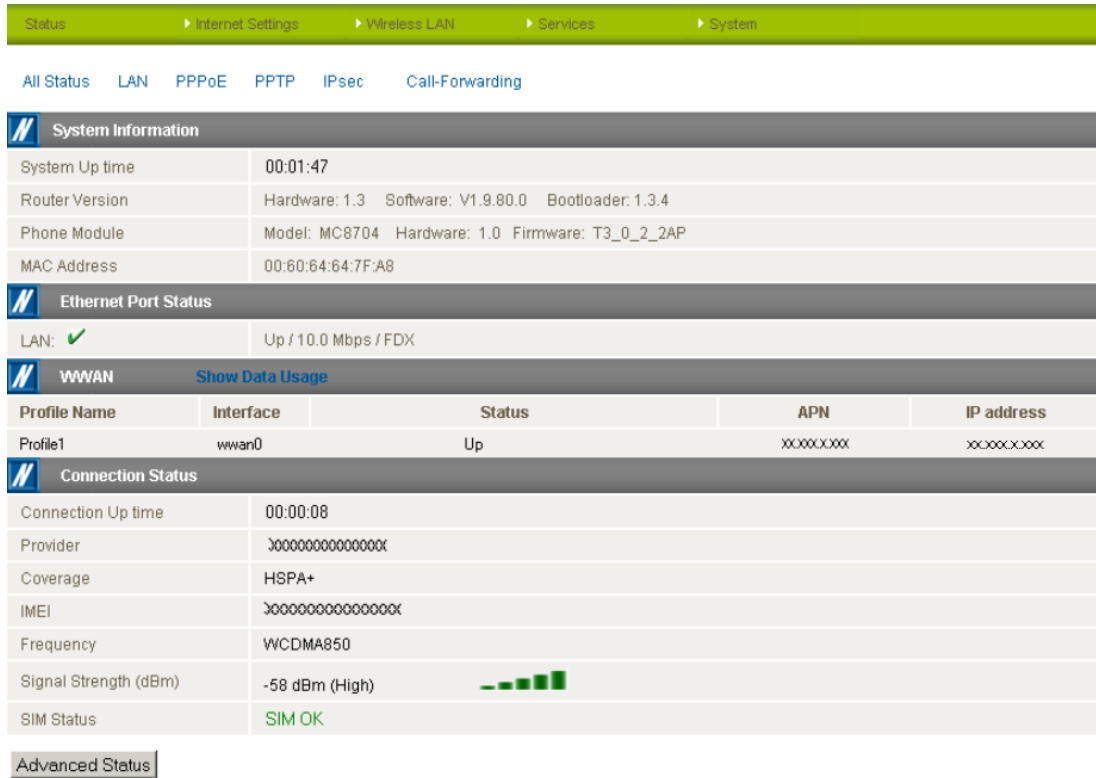 Status Internet Settings Wireless LAN Services System
All Status LAN PPPoE PPTP IPsec Call-Forwarding
System Information
System Up time 00:01:47
Router Version Hardware: 1.3 Software: V1.9.80.0 Bootloader: 1.3.4
Phone Module Model: MC8704 Hardware: 1.0 Firmware: T3_0_2_2AP
MAC Address 00:60:64:64:7F:A8
Ethernet Port Status
LAN: Up / 10.0 Mbps / FDX
WWAN Show Data Usage
Profile Name Interface Status APN IP address
Profile1 wwan0 Up XX.XXX.X.XXX XX.XXX.X.XXX
Connection Status
Connection Up time 00:00:08
Provider
Coverage HSPA+
IMEI
Frequency WCDMA850
Signal Strength (dBm) -58 dBm (High)
SIM Status SIM OK
Advanced Status